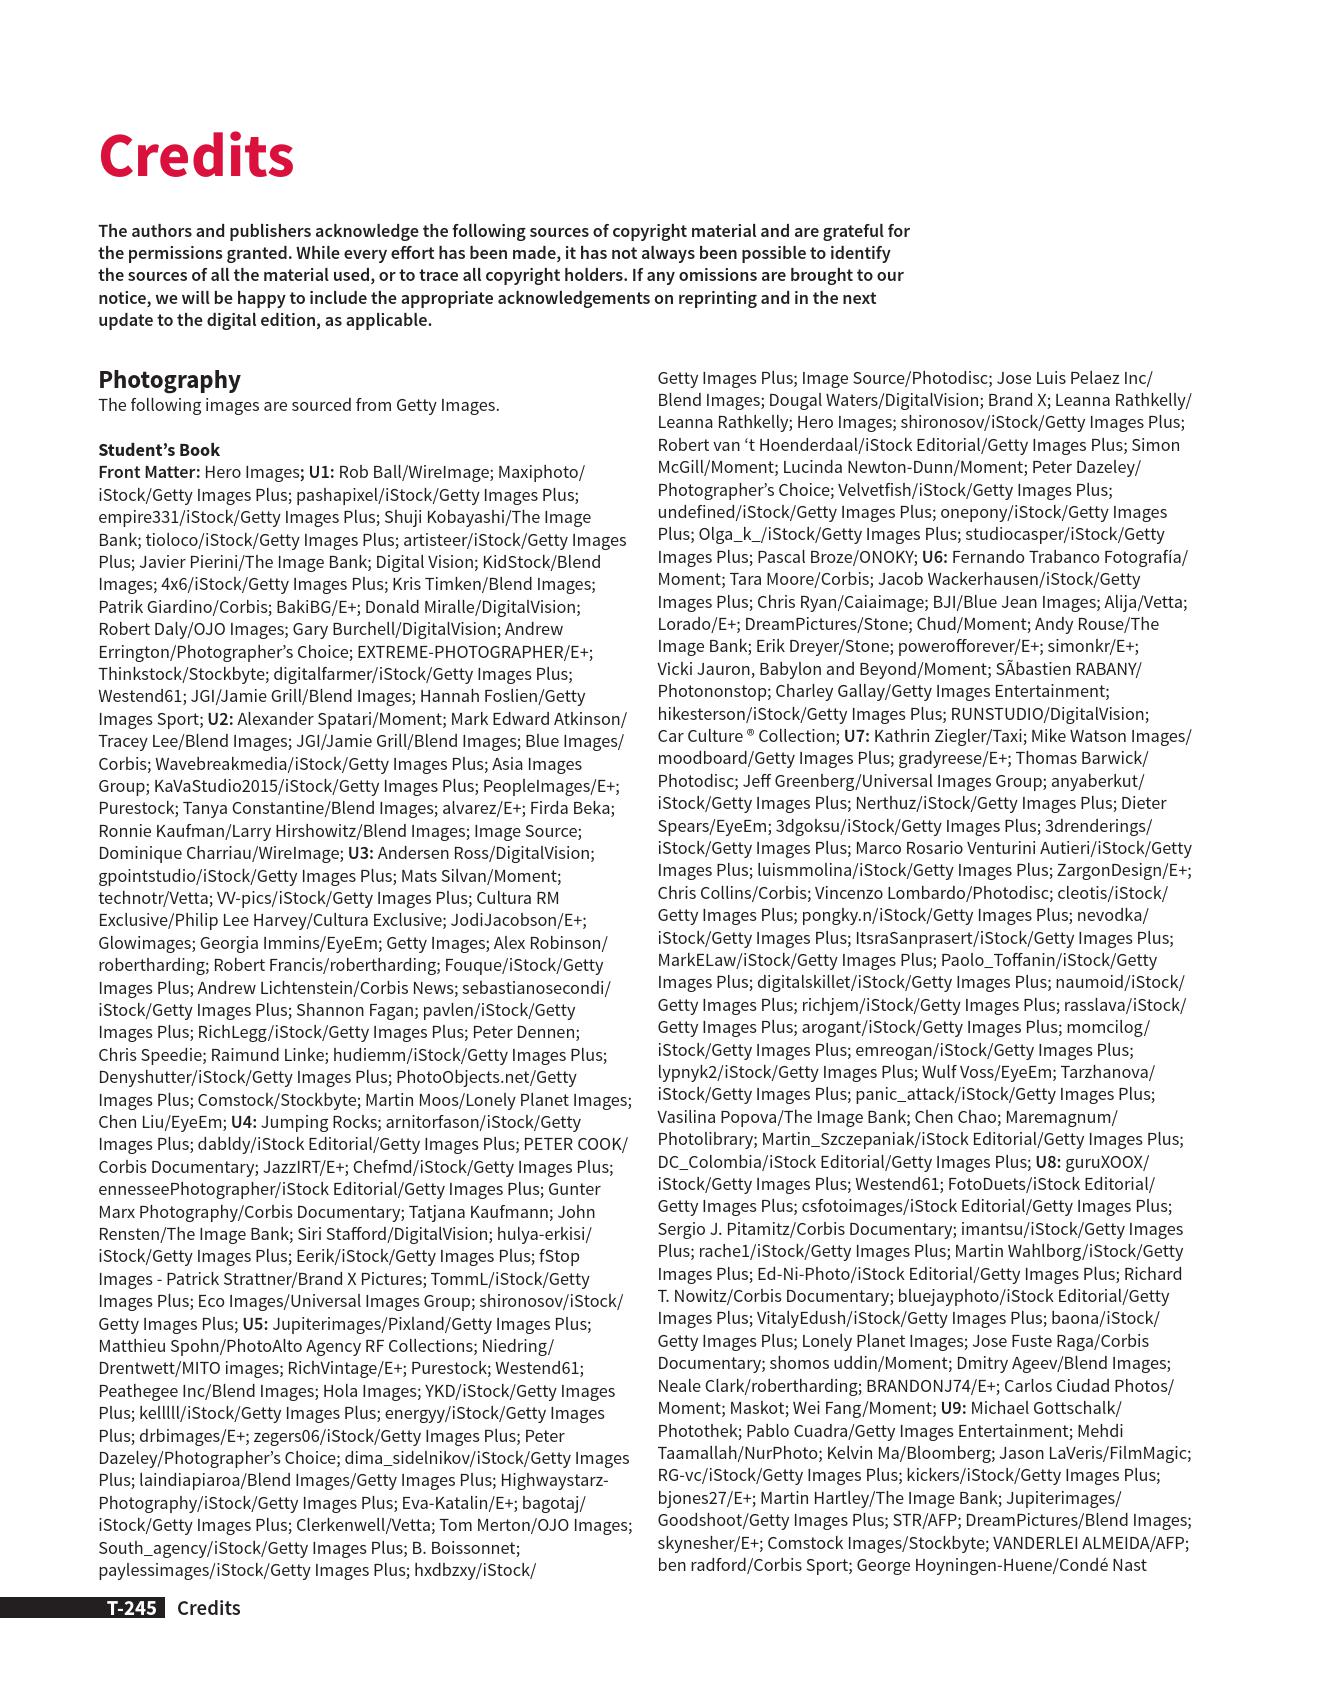 Credits
The authors and publishers acknowledge the following sources of copyright material and are grateful for
the permissions granted. While every effort has been made, it has not always been possible to identify
the sources of all the material used, or to trace all copyright holders. If any omissions are brought to our
notice, we will be happy to include the appropriate acknowledgements on reprinting and in the next
update to the digital edition, as applicable.
Photography
The following images are sourced from Getty Images.
Student’s Book
Front Matter: Hero Images; U1: Rob Ball/WireImage; Maxiphoto/
iStock/Getty Images Plus; pashapixel/iStock/Getty Images Plus;
empire331/iStock/Getty Images Plus; Shuji Kobayashi/The Image
Bank; tioloco/iStock/Getty Images Plus; artisteer/iStock/Getty Images
Plus; Javier Pierini/The Image Bank; Digital Vision; KidStock/Blend
Images; 4x6/iStock/Getty Images Plus; Kris Timken/Blend Images;
Patrik Giardino/Corbis; BakiBG/E+; Donald Miralle/DigitalVision;
Robert Daly/OJO Images; Gary Burchell/DigitalVision; Andrew
Errington/Photographer’s Choice; EXTREME-PHOTOGRAPHER/E+;
Thinkstock/Stockbyte; digitalfarmer/iStock/Getty Images Plus;
Westend61; JGI/Jamie Grill/Blend Images; Hannah Foslien/Getty
Images Sport; U2: Alexander Spatari/Moment; Mark Edward Atkinson/
Tracey Lee/Blend Images; JGI/Jamie Grill/Blend Images; Blue Images/
Corbis; Wavebreakmedia/iStock/Getty Images Plus; Asia Images
Group; KaVaStudio2015/iStock/Getty Images Plus; PeopleImages/E+;
Purestock; Tanya Constantine/Blend Images; alvarez/E+; Firda Beka;
Ronnie Kaufman/Larry Hirshowitz/Blend Images; Image Source;
Dominique Charriau/WireImage; U3: Andersen Ross/DigitalVision;
gpointstudio/iStock/Getty Images Plus; Mats Silvan/Moment;
technotr/Vetta; VV-pics/iStock/Getty Images Plus; Cultura RM
Exclusive/Philip Lee Harvey/Cultura Exclusive; JodiJacobson/E+;
Glowimages; Georgia Immins/EyeEm; Getty Images; Alex Robinson/
robertharding; Robert Francis/robertharding; Fouque/iStock/Getty
Images Plus; Andrew Lichtenstein/Corbis News; sebastianosecondi/
iStock/Getty Images Plus; Shannon Fagan; pavlen/iStock/Getty
Images Plus; RichLegg/iStock/Getty Images Plus; Peter Dennen;
Chris Speedie; Raimund Linke; hudiemm/iStock/Getty Images Plus;
Denyshutter/iStock/Getty Images Plus; PhotoObjects.net/Getty
Images Plus; Comstock/Stockbyte; Martin Moos/Lonely Planet Images;
Chen Liu/EyeEm; U4: Jumping Rocks; arnitorfason/iStock/Getty
Images Plus; dabldy/iStock Editorial/Getty Images Plus; PETER COOK/
Corbis Documentary; JazzIRT/E+; Chefmd/iStock/Getty Images Plus;
ennesseePhotographer/iStock Editorial/Getty Images Plus; Gunter
Marx Photography/Corbis Documentary; Tatjana Kaufmann; John
Rensten/The Image Bank; Siri Stafford/DigitalVision; hulya-erkisi/
iStock/Getty Images Plus; Eerik/iStock/Getty Images Plus; fStop
Images - Patrick Strattner/Brand X Pictures; TommL/iStock/Getty
Images Plus; Eco Images/Universal Images Group; shironosov/iStock/
Getty Images Plus; U5: Jupiterimages/Pixland/Getty Images Plus;
Matthieu Spohn/PhotoAlto Agency RF Collections; Niedring/
Drentwett/MITO images; RichVintage/E+; Purestock; Westend61;
Peathegee Inc/Blend Images; Hola Images; YKD/iStock/Getty Images
Plus; kelllll/iStock/Getty Images Plus; energyy/iStock/Getty Images
Plus; drbimages/E+; zegers06/iStock/Getty Images Plus; Peter
Dazeley/Photographer’s Choice; dima_sidelnikov/iStock/Getty Images
Plus; laindiapiaroa/Blend Images/Getty Images Plus; Highwaystarz-
Photography/iStock/Getty Images Plus; Eva-Katalin/E+; bagotaj/
iStock/Getty Images Plus; Clerkenwell/Vetta; Tom Merton/OJO Images;
South_agency/iStock/Getty Images Plus; B. Boissonnet;
paylessimages/iStock/Getty Images Plus; hxdbzxy/iStock/
Getty Images Plus; Image Source/Photodisc; Jose Luis Pelaez Inc/
Blend Images; Dougal Waters/DigitalVision; Brand X; Leanna Rathkelly/
Leanna Rathkelly; Hero Images; shironosov/iStock/Getty Images Plus;
Robert van ‘t Hoenderdaal/iStock Editorial/Getty Images Plus; Simon
McGill/Moment; Lucinda Newton-Dunn/Moment; Peter Dazeley/
Photographer’s Choice; Velvetfish/iStock/Getty Images Plus;
undefined/iStock/Getty Images Plus; onepony/iStock/Getty Images
Plus; Olga_k_/iStock/Getty Images Plus; studiocasper/iStock/Getty
Images Plus; Pascal Broze/ONOKY; U6: Fernando Trabanco Fotografía/
Moment; Tara Moore/Corbis; Jacob Wackerhausen/iStock/Getty
Images Plus; Chris Ryan/Caiaimage; BJI/Blue Jean Images; Alija/Vetta;
Lorado/E+; DreamPictures/Stone; Chud/Moment; Andy Rouse/The
Image Bank; Erik Dreyer/Stone; powerofforever/E+; simonkr/E+;
Vicki Jauron, Babylon and Beyond/Moment; SÃbastien RABANY/
Photononstop; Charley Gallay/Getty Images Entertainment;
hikesterson/iStock/Getty Images Plus; RUNSTUDIO/DigitalVision;
Car Culture ® Collection; U7: Kathrin Ziegler/Taxi; Mike Watson Images/
moodboard/Getty Images Plus; gradyreese/E+; Thomas Barwick/
Photodisc; Jeff Greenberg/Universal Images Group; anyaberkut/
iStock/Getty Images Plus; Nerthuz/iStock/Getty Images Plus; Dieter
Spears/EyeEm; 3dgoksu/iStock/Getty Images Plus; 3drenderings/
iStock/Getty Images Plus; Marco Rosario Venturini Autieri/iStock/Getty
Images Plus; luismmolina/iStock/Getty Images Plus; ZargonDesign/E+;
Chris Collins/Corbis; Vincenzo Lombardo/Photodisc; cleotis/iStock/
Getty Images Plus; pongky.n/iStock/Getty Images Plus; nevodka/
iStock/Getty Images Plus; ItsraSanprasert/iStock/Getty Images Plus;
MarkELaw/iStock/Getty Images Plus; Paolo_Toffanin/iStock/Getty
Images Plus; digitalskillet/iStock/Getty Images Plus; naumoid/iStock/
Getty Images Plus; richjem/iStock/Getty Images Plus; rasslava/iStock/
Getty Images Plus; arogant/iStock/Getty Images Plus; momcilog/
iStock/Getty Images Plus; emreogan/iStock/Getty Images Plus;
lypnyk2/iStock/Getty Images Plus; Wulf Voss/EyeEm; Tarzhanova/
iStock/Getty Images Plus; panic_attack/iStock/Getty Images Plus;
Vasilina Popova/The Image Bank; Chen Chao; Maremagnum/
Photolibrary; Martin_Szczepaniak/iStock Editorial/Getty Images Plus;
DC_Colombia/iStock Editorial/Getty Images Plus; U8: guruXOOX/
iStock/Getty Images Plus; Westend61; FotoDuets/iStock Editorial/
Getty Images Plus; csfotoimages/iStock Editorial/Getty Images Plus;
Sergio J. Pitamitz/Corbis Documentary; imantsu/iStock/Getty Images
Plus; rache1/iStock/Getty Images Plus; Martin Wahlborg/iStock/Getty
Images Plus; Ed-Ni-Photo/iStock Editorial/Getty Images Plus; Richard
T. Nowitz/Corbis Documentary; bluejayphoto/iStock Editorial/Getty
Images Plus; VitalyEdush/iStock/Getty Images Plus; baona/iStock/
Getty Images Plus; Lonely Planet Images; Jose Fuste Raga/Corbis
Documentary; shomos uddin/Moment; Dmitry Ageev/Blend Images;
Neale Clark/robertharding; BRANDONJ74/E+; Carlos Ciudad Photos/
Moment; Maskot; Wei Fang/Moment; U9: Michael Gottschalk/
Photothek; Pablo Cuadra/Getty Images Entertainment; Mehdi
Taamallah/NurPhoto; Kelvin Ma/Bloomberg; Jason LaVeris/FilmMagic;
RG-vc/iStock/Getty Images Plus; kickers/iStock/Getty Images Plus;
bjones27/E+; Martin Hartley/The Image Bank; Jupiterimages/
Goodshoot/Getty Images Plus; STR/AFP; DreamPictures/Blend Images;
skynesher/E+; Comstock Images/Stockbyte; VANDERLEI ALMEIDA/AFP;
ben radford/Corbis Sport; George Hoyningen-Huene/Condé Nast
T-245 Credits